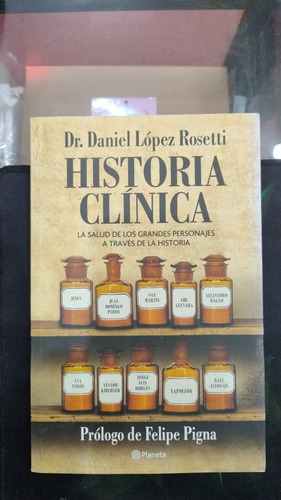 Dr. Daniel López Rosetti
HISTORIA
CLÍNICA
LA SALUD DE LOS GRANDES PERSONAJES
A TRAVÉS DE LA HISTORIA
JESÚS
JUAN
DOMINGO
PERÓN
SAN
MARTÍN
CHE
GUEVARA
ALEJANDRO
MAGNO
EVA
PERÓN
NÉSTOR
KIRCHNER
JORGE
LUIS
BORGES
NAPOLEÓN
RAÚL
ALFONSÍN
Prólogo de Felipe Pigna
Planeta